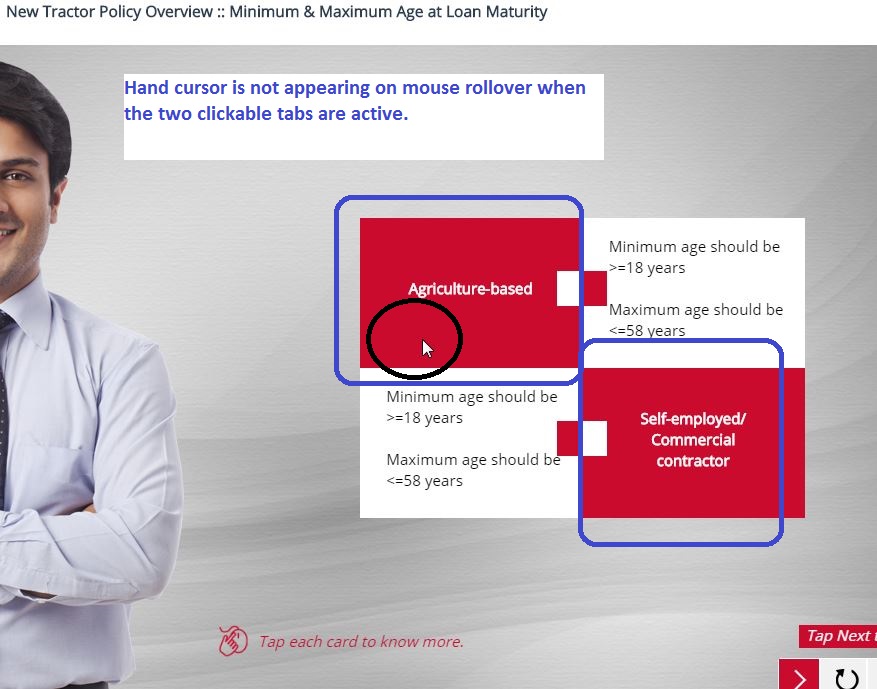 New Tractor Policy Overview :: Minimum & Maximum Age at Loan Maturity
Hand cursor is not appearing on mouse rollover when
the two clickable tabs are active.
Agriculture-based
Minimum age should be
>=18 years
Maximum age should be
<=58 years
Minimum age should be
>=18 years
Maximum age should be
<=58 years
Self-employed/
Commercial
contractor
Tap each card to know more.
Tap Next